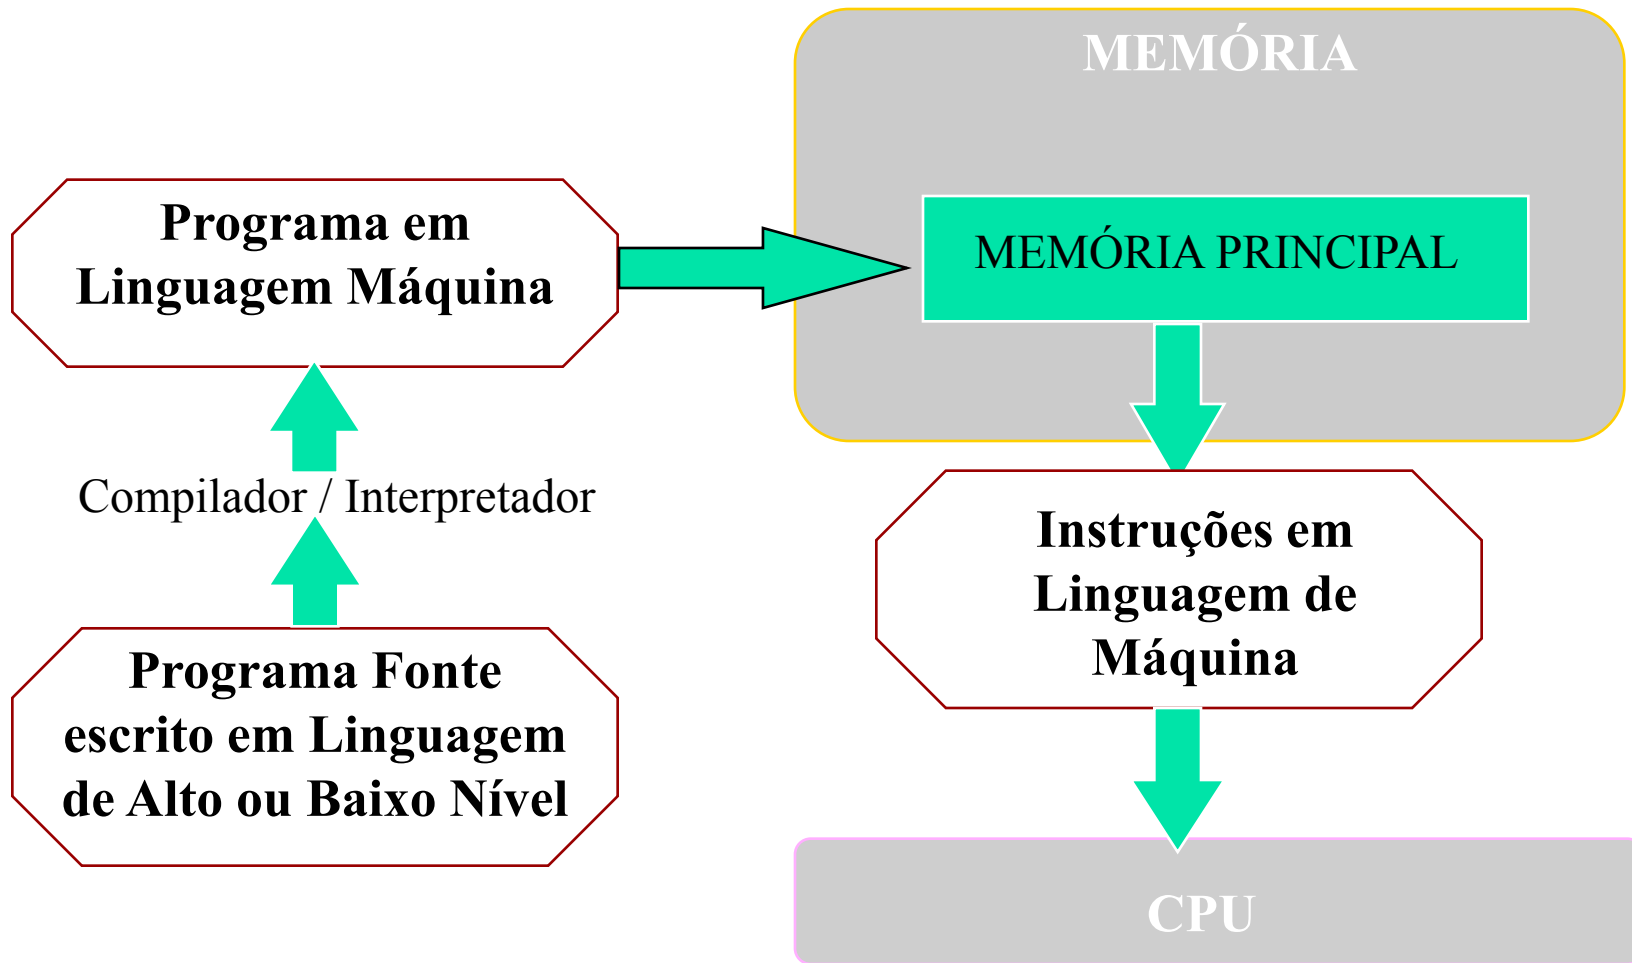 MEMÓRIA
Programa em
Linguagem Máquina
MEMÓRIA PRINCIPAL
Compilador / Interpretador
Instruções em
Linguagem de
Máquina
Programa Fonte
escrito em Linguagem
de Alto ou Baixo Nível
CPU